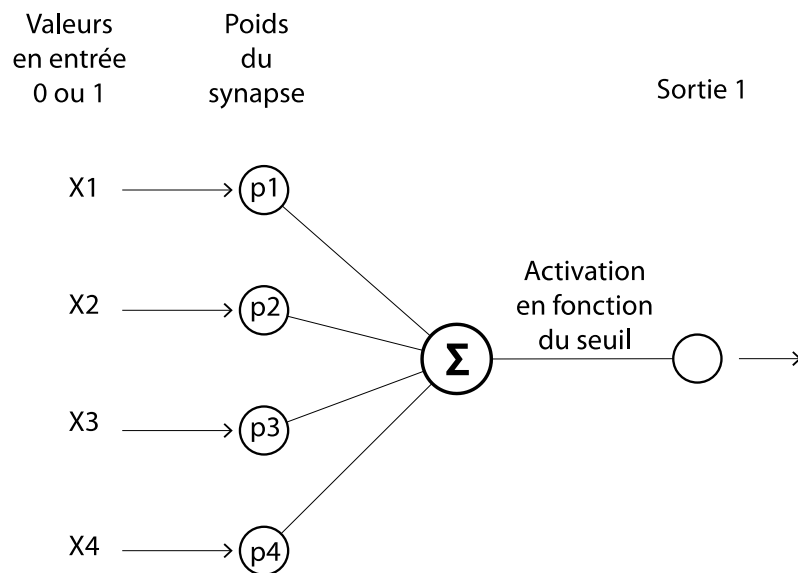 Valeurs
en entrée
0 ou 1
Poids
du
synapse
Sortie 1
X1
p1
X2
p2
Activation
en fonction
du seuil
Σ
X3
p3
X4
p4